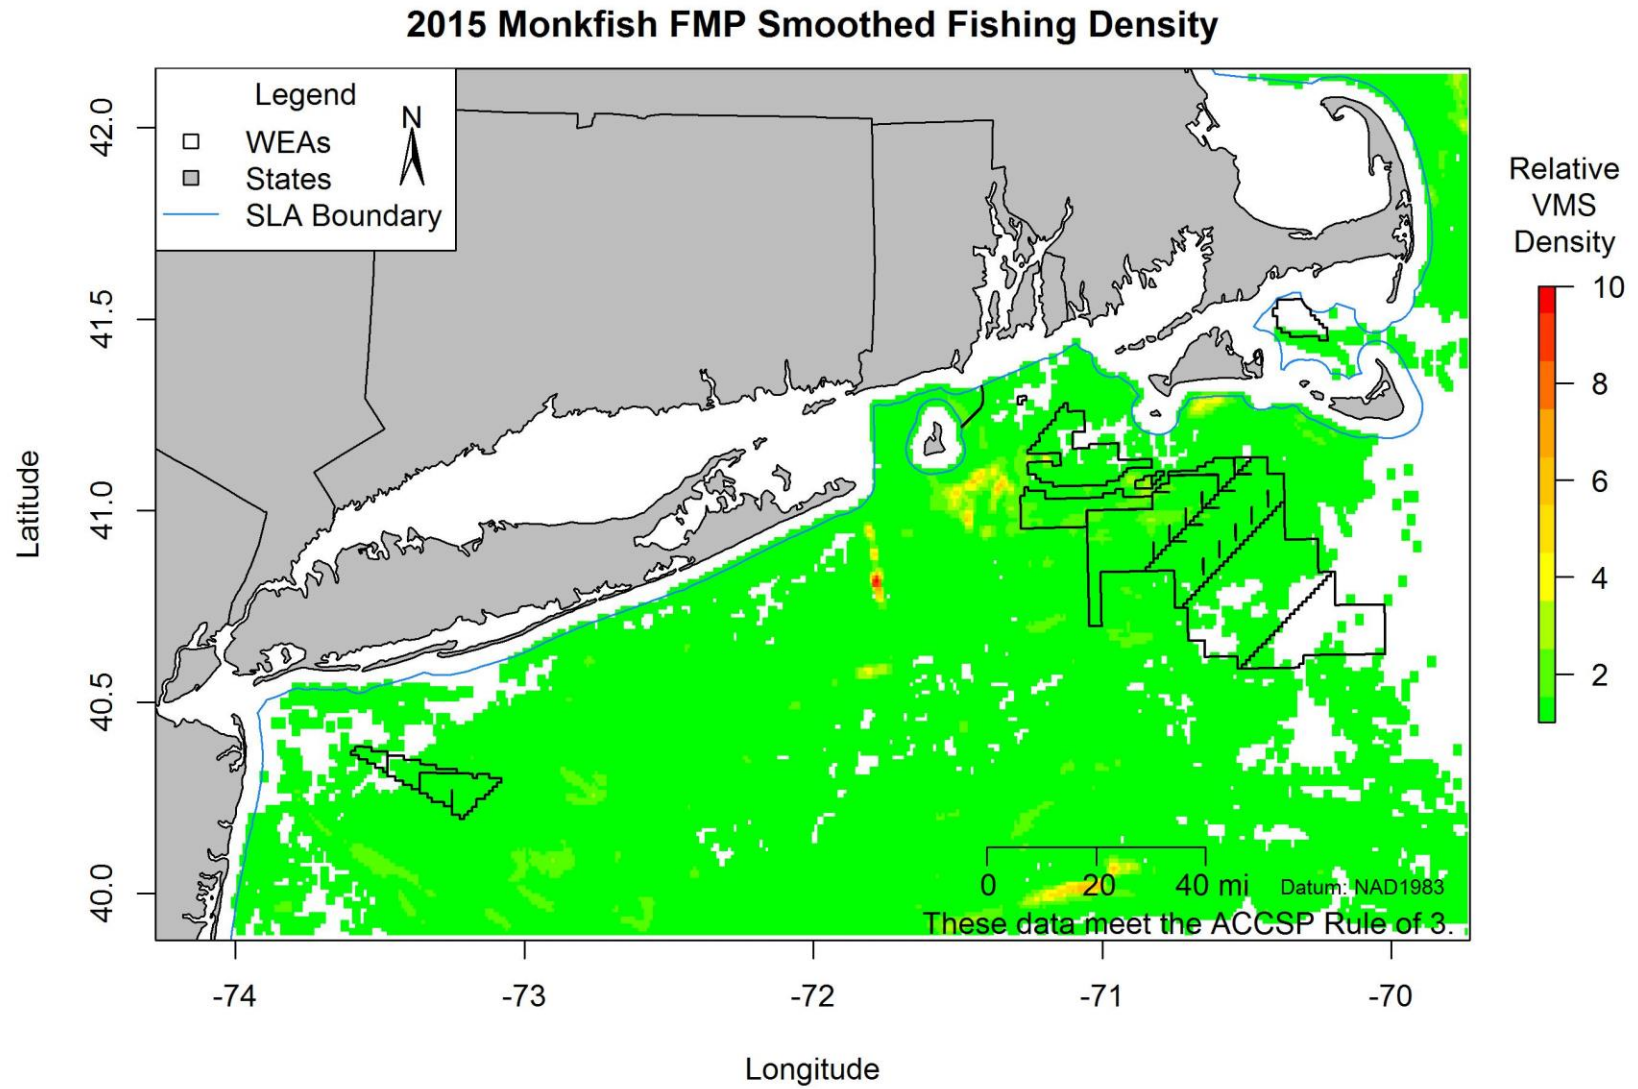 2015 Monkfish FMP Smoothed Fishing Density
Legend
N
WEAs
States
SLA Boundary
Relative
VMS
Density
10
8
6
4
2
Latitude
42.0
41.5
41.0
40.5
40.0
0 20 40 mi Datum: NAD1983
These data meet the ACCSP Rule of 3.
-74 -73 -72 -71 -70
Longitude